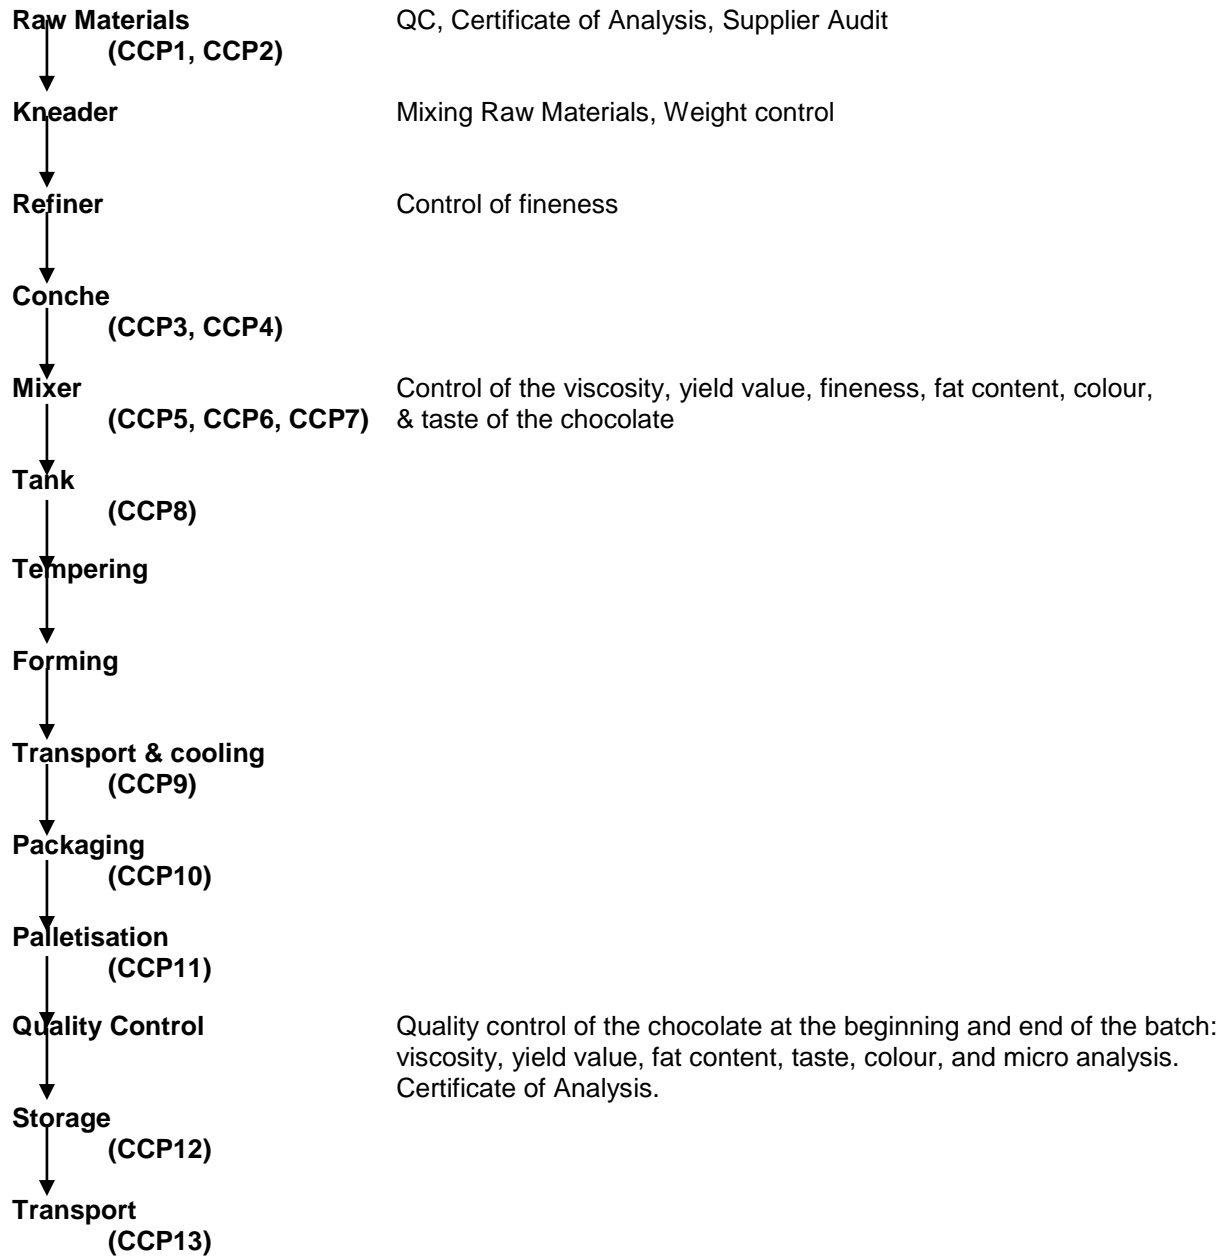 Raw Materials QC, Certificate of Analysis, Supplier Audit
(CCP1, CCP2)
Kneader Mixing Raw Materials, Weight control
Refiner Control of fineness
Conche
(CCP3, CCP4)
Mixer Control of the viscosity, yield value, fineness, fat content, colour,
(CCP5, CCP6, CCP7) & taste of the chocolate
Tank
(CCP8)
Tempering
Forming
Transport & cooling
(CCP9)
Packaging
(CCP10)
Palletisation
(CCP11)
Quality Control Quality control of the chocolate at the beginning and end of the batch:
viscosity, yield value, fat content, taste, colour, and micro analysis.
Certificate of Analysis.
Storage
(CCP12)
Transport
(CCP13)